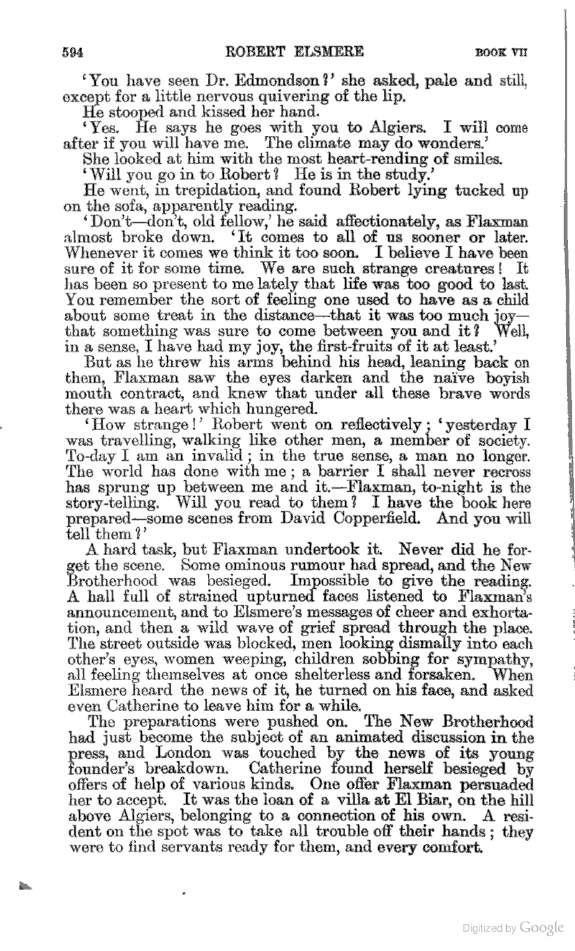 594 ROBERT ELSMERE BOOK VII
‘You have seen Dr. Edmondson?’ she asked, pale and still,
except for a little nervous quivering of the lip.
He stooped and kissed her hand.
‘Yes. He says he goes with you to Algiers. I will come
after if you will have me. The climate may do wonders.’
She looked at him with the most heart-rending of smiles.
‘Will you go in to Robert? He is in the study.’
He went, in trepidation, and found Robert lying tucked up
on the sofa, apparently reading.
‘Don’t—don’t, old fellow,’ he said affectionately, as Flaxman
almost broke down. ‘It comes to all of us sooner or later.
Whenever it comes we think it too soon. I believe I have been
sure of it for some time. We are such strange creatures! It
has been so present to me lately that life was too good to last.
You remember the sort of feeling one used to have as a child
about some treat in the distance—that it was too much joy—
that something was sure to come between you and it? Well,
in a sense, I have had my joy, the first-fruits of it at least.’
But as he threw his arms behind his head, leaning back on
them, Flaxman saw the eyes darken and the naïve boyish
mouth contract, and knew that under all these brave words
there was a heart which hungered.
‘How strange!’ Robert went on reflectively; ‘yesterday I
was travelling, walking like other men, a member of society.
To-day I am an invalid; in the true sense, a man no longer.
The world has done with me; a barrier I shall never recross
has sprung up between me and it.—Flaxman, to-night is the
story-telling. Will you read to them? I have the book here
prepared—some scenes from David Copperfield. And you will
tell them?’
A hard task, but Flaxman undertook it. Never did he for-
get the scene. Some ominous rumour had spread, and the New
Brotherhood was besieged. Impossible to give the reading.
A hall full of strained upturned faces listened to Flaxman’s
announcement, and to Elsmere’s messages of cheer and exhorta-
tion, and then a wild wave of grief spread through the place.
The street outside was blocked, men looking dismally into each
other’s eyes, women weeping, children sobbing for sympathy,
all feeling themselves at once shelterless and forsaken. When
Elsmere heard the news of it, he turned on his face, and asked
even Catherine to leave him for a while.
The preparations were pushed on. The New Brotherhood
had just become the subject of an animated discussion in the
press, and London was touched by the news of its young
founder’s breakdown. Catherine found herself besieged by
offers of help of various kinds. One offer Flaxman persuaded
her to accept. It was the loan of a villa at El Biar, on the hill
above Algiers, belonging to a connection of his own. A resi-
dent on the spot was to take all trouble off their hands; they
were to find servants ready for them, and every comfort.
Digitized by Google